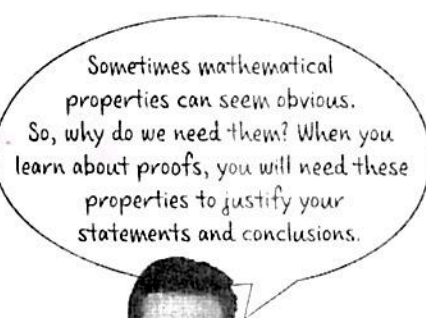 Sometimes mathematical
properties can seem obvious.
So, why do we need them? When you
learn about proofs, you will need these
properties to justify your
statements and conclusions.